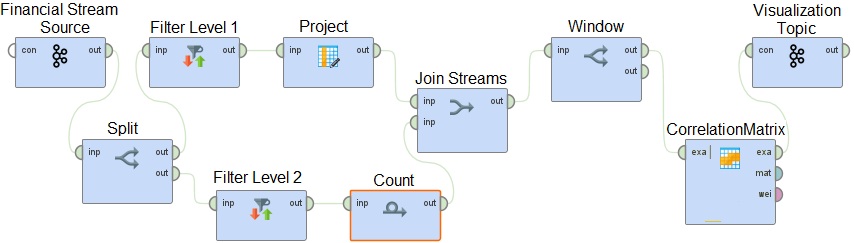 Financial Stream
Source
con out
Filter Level 1
inp out
Project
inp out
Join Streams
inp out
inp
Window
inp out
out
Visualization
Topic
con out
Split
inp out
out
Filter Level 2
inp out
Count
inp out
CorrelationMatrix
exa exa
mat
wei